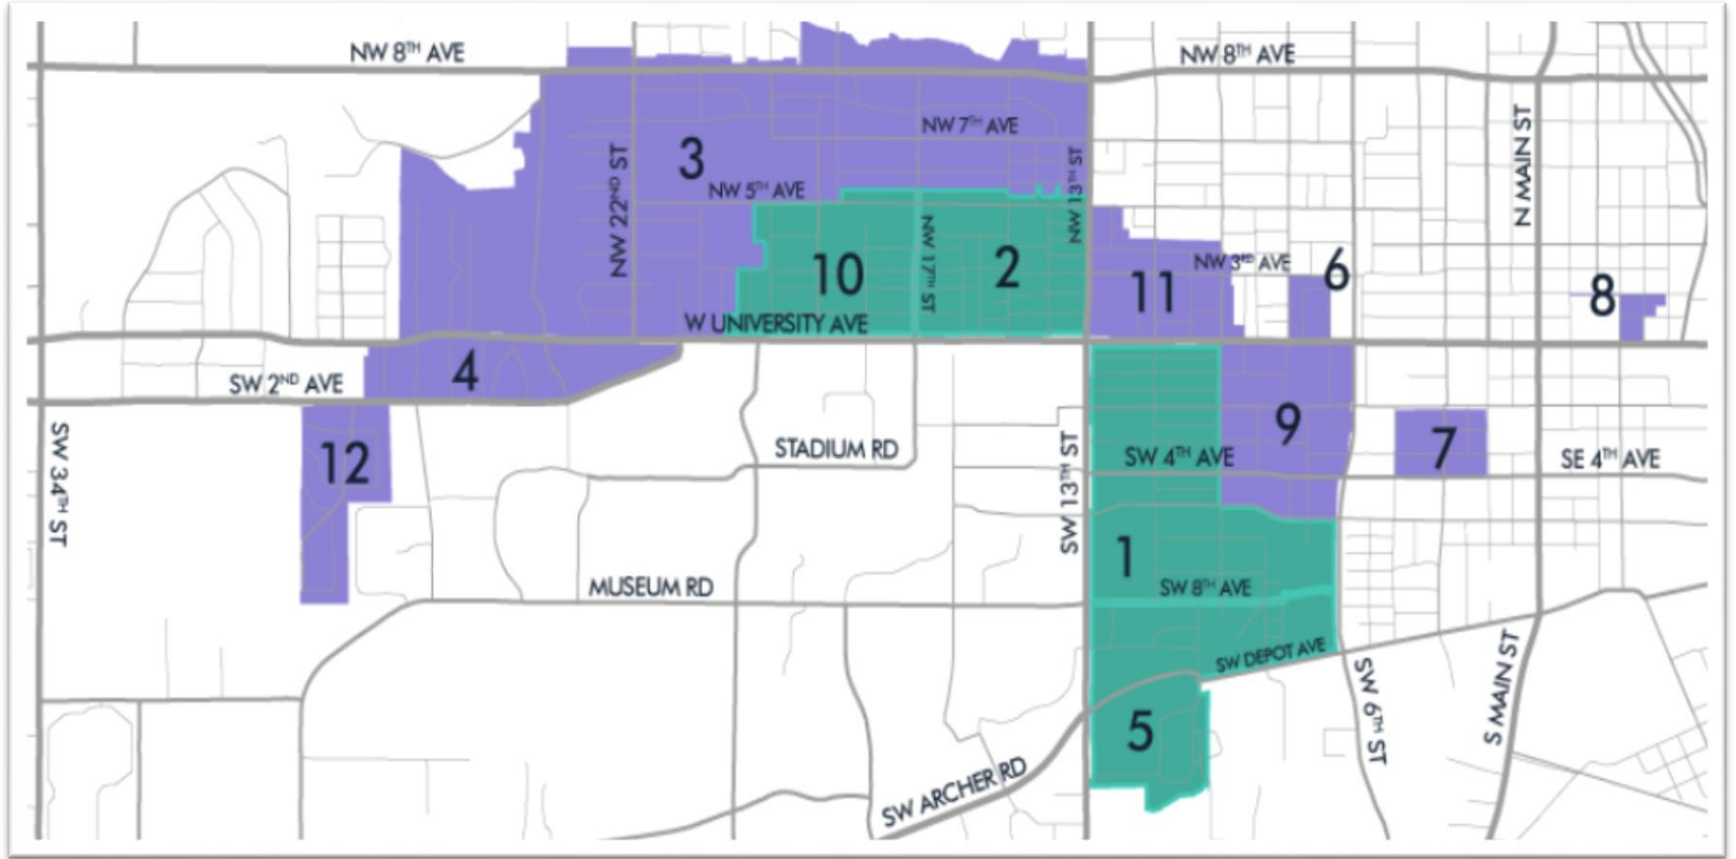 NW 8TH AVE
NW 8TH AVE
NW 7TH AVE
N MAIN ST
3
NW 22ND ST
NW 5TH AVE
NW 13TH ST
NW 17TH ST
10
2
11
NW 3RD AVE
6
8
W UNIVERSITY AVE
4
SW 2ND AVE
9
SW 34TH ST
12
STADIUM RD
SW 13TH ST
SW 4TH AVE
7
SE 4TH AVE
1
MUSEUM RD
SW 8TH AVE
SW DEPOT AVE
SW 6TH ST
S MAIN ST
5
SW ARCHER RD